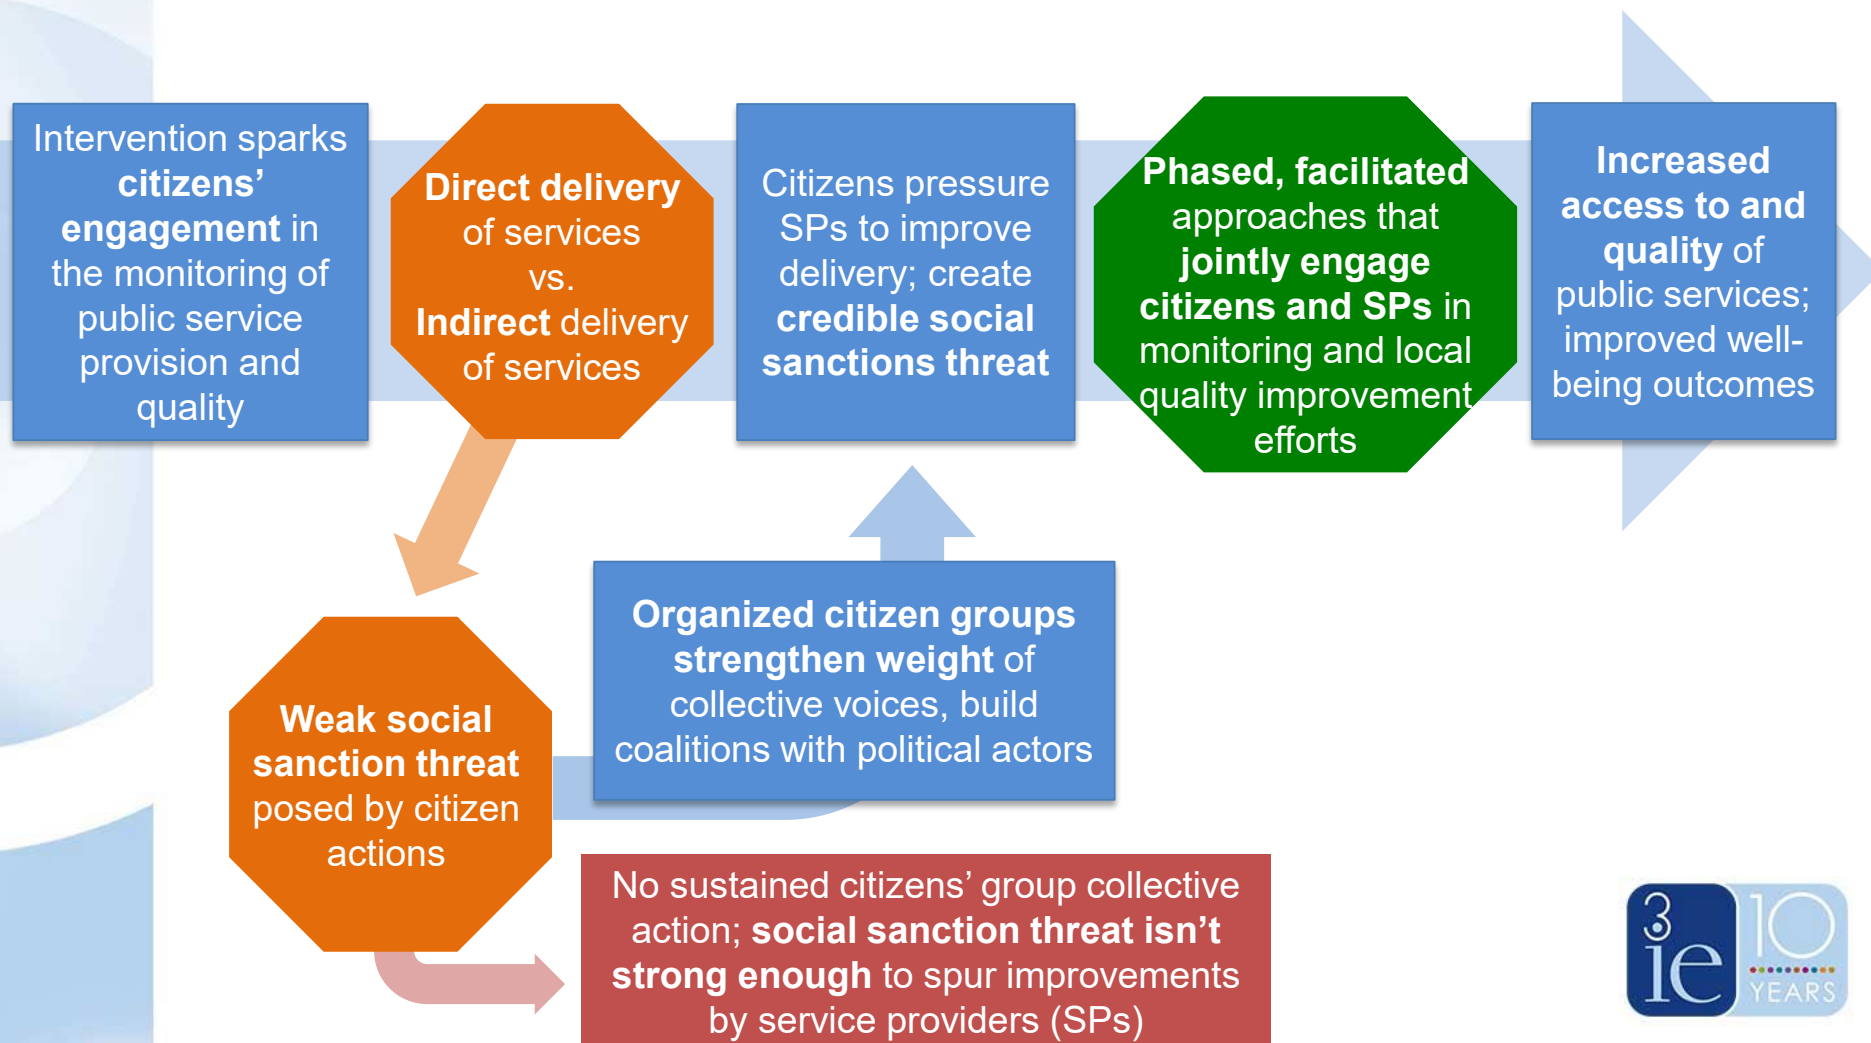 Intervention sparks
citizens’
engagement in
the monitoring of
public service
provision and
quality
Direct delivery
of services
vs.
Indirect delivery
of services
Citizens pressure
SPs to improve
delivery; create
credible social
sanctions threat
Phased, facilitated
approaches that
jointly engage
citizens and SPs in
monitoring and local
quality improvement
efforts
Increased
access to and
quality of
public services;
improved well-
being outcomes
Weak social
sanction threat
posed by citizen
actions
Organized citizen groups
strengthen weight of
collective voices, build
coalitions with political actors
No sustained citizens’ group collective
action; social sanction threat isn’t
strong enough to spur improvements
by service providers (SPs)
3
ie
10
YEARS